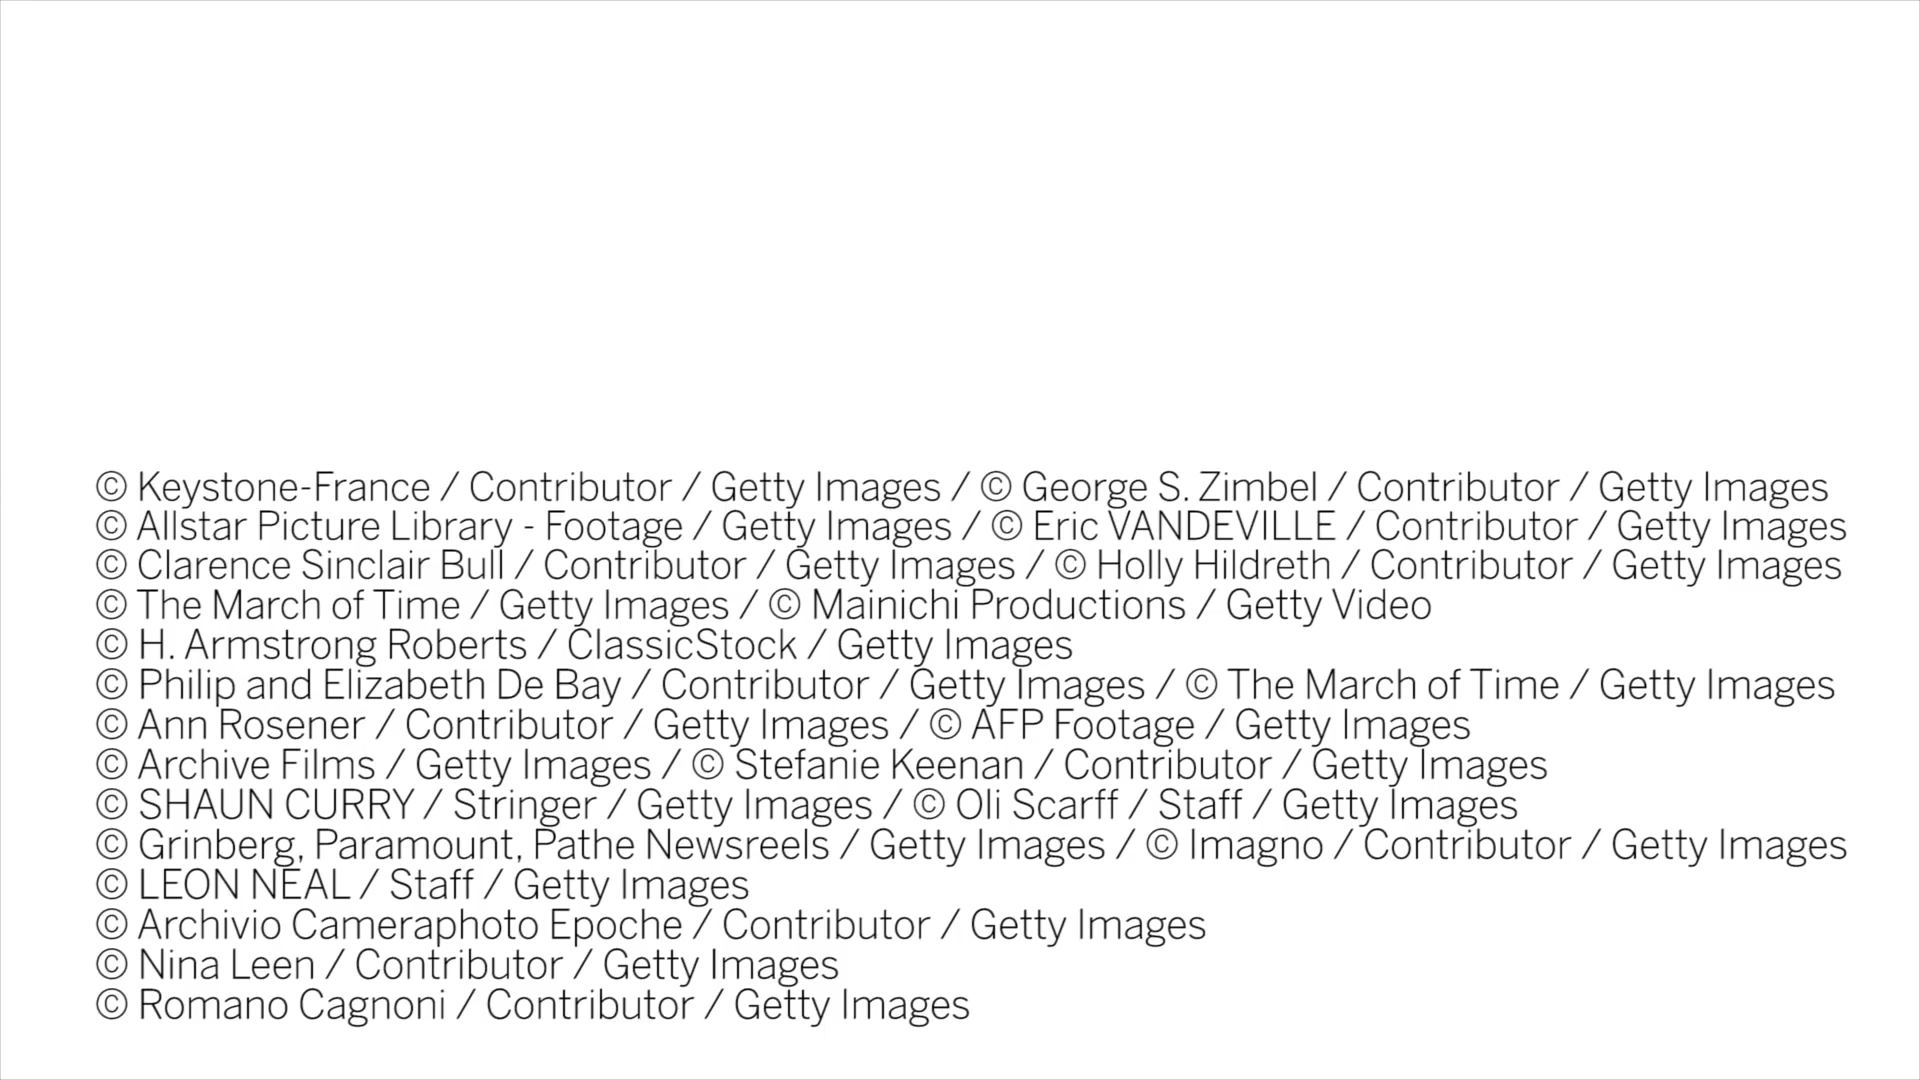 © Keystone-France / Contributor / Getty Images / © George S. Zimbel / Contributor / Getty Images
© Allstar Picture Library - Footage / Getty Images / © Eric VANDEVILLE / Contributor / Getty Images
© Clarence Sinclair Bull / Contributor / Getty Images / © Holly Hildreth / Contributor / Getty Images
© The March of Time / Getty Images / © Mainichi Productions / Getty Video
© H. Armstrong Roberts / ClassicStock / Getty Images
© Philip and Elizabeth De Bay / Contributor / Getty Images / © The March of Time / Getty Images
© Ann Rosener / Contributor / Getty Images / © AFP Footage / Getty Images
© Archive Films / Getty Images / © Stefanie Keenan / Contributor / Getty Images
© SHAUN CURRY / Stringer / Getty Images / © Oli Scarff / Staff / Getty Images
© Grinberg, Paramount, Pathe Newsreels / Getty Images / © Imagno / Contributor / Getty Images
© LEON NEAL / Staff / Getty Images
© Archivio Cameraphoto Epoche / Contributor / Getty Images
© Nina Leen / Contributor / Getty Images
© Romano Cagnoni / Contributor / Getty Images